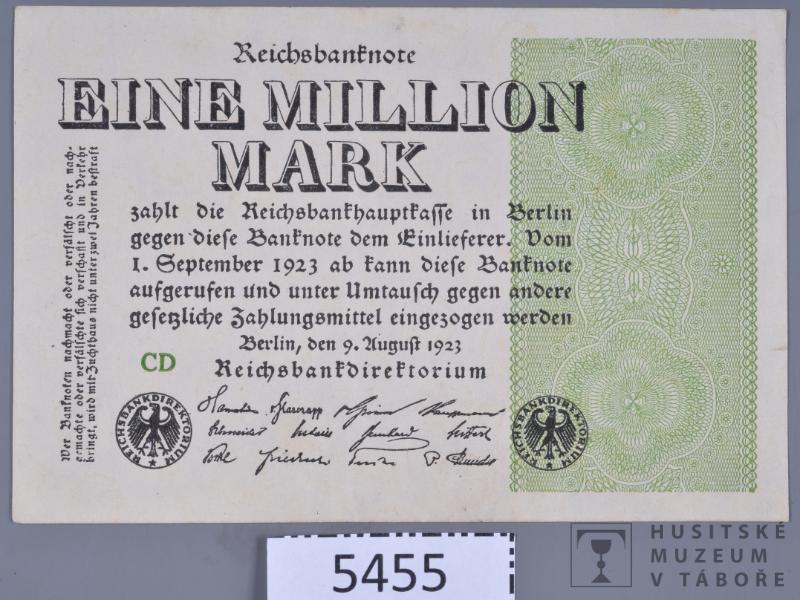 Reichsbanknote
EINE MILLION
MARK
zahlt die Reichsbankhauptkasse in Berlin
gegen diese Banknote dem Einlieferer. Vom
1. September 1923 ab kann diese Banknote
aufgerufen und unter Umtausch gegen andere
gesetzliche Zahlungsmittel eingezogen werden
Berlin, den 9. August 1923
Reichsbankdirektorium
CD
Wer Banknoten nachmacht oder verfälscht oder nach-
gemachte oder verfälschte sich verschafft und in Verkehr
bringt, wird mit Zuchthaus nicht unter zwei Jahren bestraft
REICHSBANKDIREKTORIUM
REICHSBANKDIREKTORIUM
5455
HUSITSKÉ
MUZEUM
V TÁBOŘE